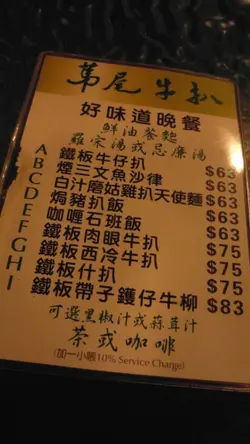 牛扒
好味道晚餐
鮮油餐麭
羅宋湯或忌廉湯
A 鐵板牛仔扒 $63
B 煙三文魚沙律 $63
C 白汁磨菇雞扒天使麵 $63
D 焗豬扒飯 $63
E 咖喱石班飯 $63
F 鐵板肉眼牛扒 $75
G 鐵板西冷牛扒 $75
H 鐵板什扒 $75
I 鐵板帶子鑊仔牛柳 $83
可選黑椒汁或蒜茸汁
茶或咖啡
(加一小賬10% Service Charge)